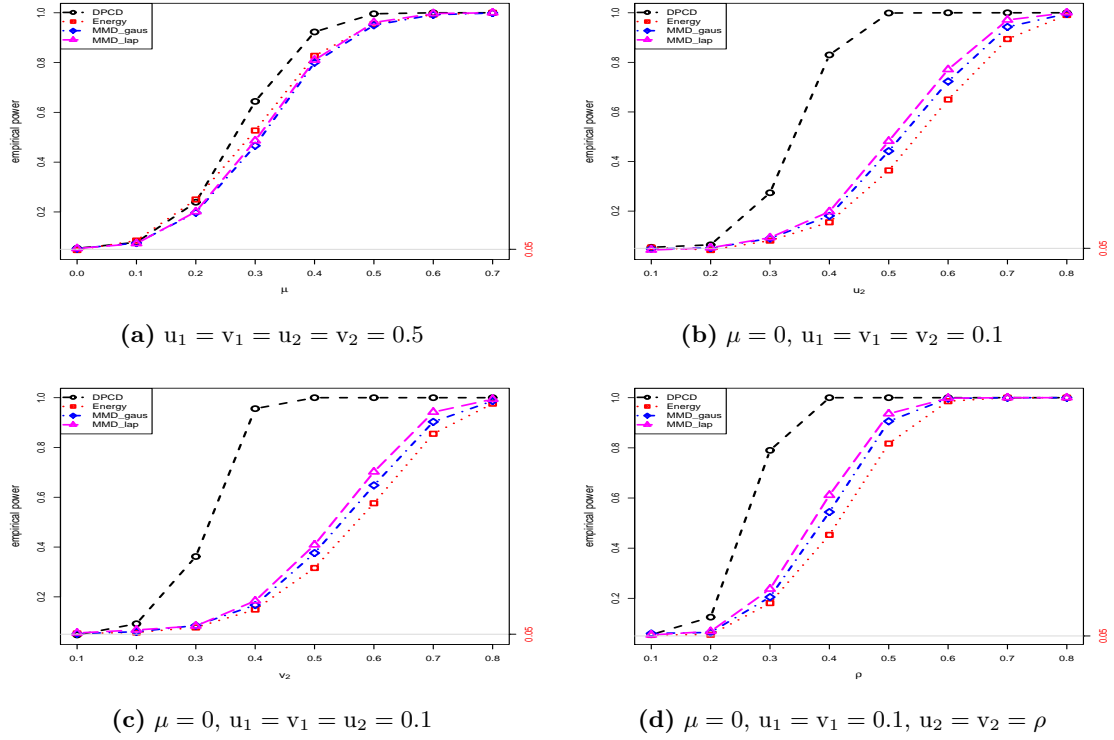 DPCD
Energy
MMD_gaus
MMD_lap
empirical power
1.0
0.8
0.6
0.4
0.2
0.05
0.0 0.1 0.2 0.3 0.4 0.5 0.6 0.7
μ
(a) u₁ = v₁ = u₂ = v₂ = 0.5
DPCD
Energy
MMD_gaus
MMD_lap
empirical power
1.0
0.8
0.6
0.4
0.2
0.05
0.1 0.2 0.3 0.4 0.5 0.6 0.7 0.8
u₂
(b) μ = 0, u₁ = v₁ = v₂ = 0.1
DPCD
Energy
MMD_gaus
MMD_lap
empirical power
1.0
0.8
0.6
0.4
0.2
0.05
0.1 0.2 0.3 0.4 0.5 0.6 0.7 0.8
v₂
(c) μ = 0, u₁ = v₁ = u₂ = 0.1
DPCD
Energy
MMD_gaus
MMD_lap
empirical power
1.0
0.8
0.6
0.4
0.2
0.05
0.1 0.2 0.3 0.4 0.5 0.6 0.7 0.8
ρ
(d) μ = 0, u₁ = v₁ = 0.1, u₂ = v₂ = ρ